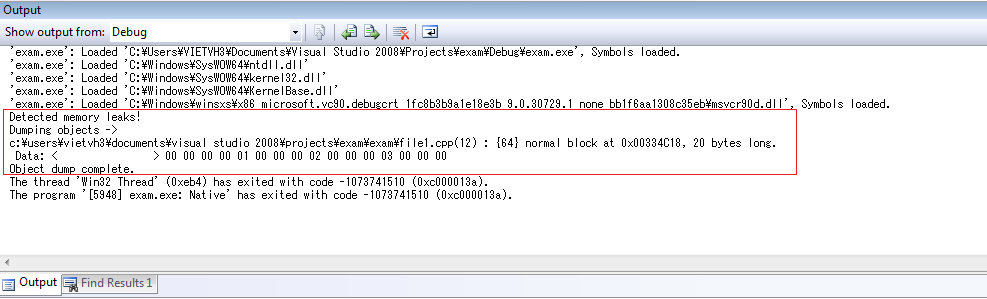 Output
Show output from: Debug
'exam.exe': Loaded 'C:¥Users¥VIETVH3¥Documents¥Visual Studio 2008¥Projects¥exam¥Debug¥exam.exe', Symbols loaded.
'exam.exe': Loaded 'C:¥Windows¥SysWOW64¥ntdll.dll'
'exam.exe': Loaded 'C:¥Windows¥SysWOW64¥kernel32.dll'
'exam.exe': Loaded 'C:¥Windows¥SysWOW64¥KernelBase.dll'
'exam.exe': Loaded 'C:¥Windows¥winsxs¥x86_microsoft.vc90.debugcrt_1fc8b3b9a1e18e3b_9.0.30729.1_none_bb1f6aa1308c35eb¥msvcr90d.dll', Symbols loaded.
Detected memory leaks!
Dumping objects ->
c:¥users¥vietvh3¥documents¥visual studio 2008¥projects¥exam¥exam¥file1.cpp(12) : {64} normal block at 0x00334C18, 20 bytes long.
Data: < > 00 00 00 00 01 00 00 00 02 00 00 00 03 00 00 00
Object dump complete.
The thread 'Win32 Thread' (0xeb4) has exited with code -1073741510 (0xc000013a).
The program '[5948] exam.exe: Native' has exited with code -1073741510 (0xc000013a).
Output Find Results 1